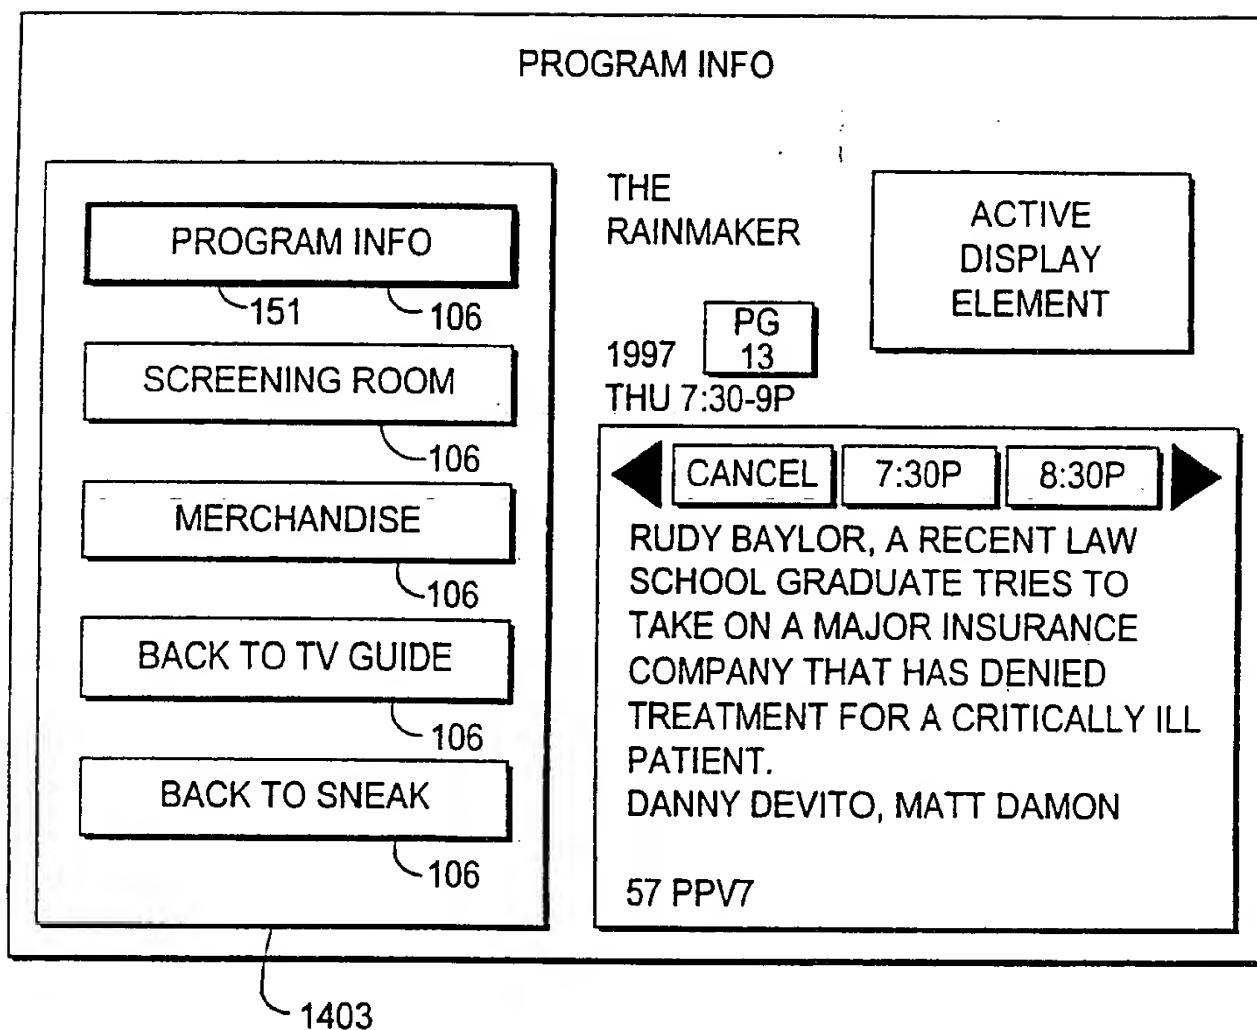 PROGRAM INFO
PROGRAM INFO
151
106
SCREENING ROOM
106
MERCHANDISE
106
BACK TO TV GUIDE
106
BACK TO SNEAK
106
1403
THE
RAINMAKER
ACTIVE
DISPLAY
ELEMENT
PG
13
1997
THU 7:30-9P
CANCEL 7:30P 8:30P
RUDY BAYLOR, A RECENT LAW
SCHOOL GRADUATE TRIES TO
TAKE ON A MAJOR INSURANCE
COMPANY THAT HAS DENIED
TREATMENT FOR A CRITICALLY ILL
PATIENT.
DANNY DEVITO, MATT DAMON
57 PPV7